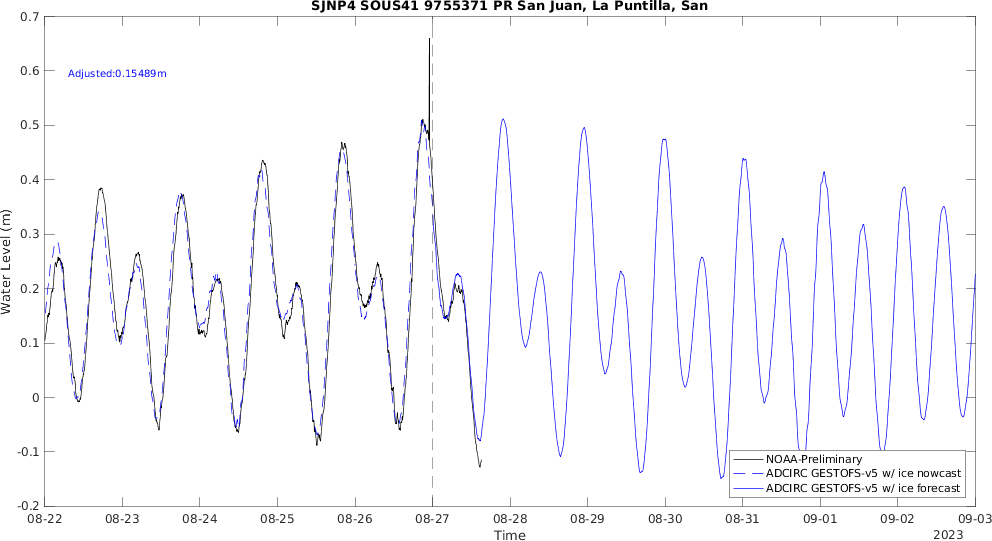 SJNP4 SOUS41 9755371 PR San Juan, La Puntilla, San
Adjusted:0.15489m
Water Level (m)
0.7
0.6
0.5
0.4
0.3
0.2
0.1
0
-0.1
-0.2
NOAA-Preliminary
ADCIRC GESTOFS-v5 w/ ice nowcast
ADCIRC GESTOFS-v5 w/ ice forecast
08-22 08-23 08-24 08-25 08-26 08-27 08-28 08-29 08-30 08-31 09-01 09-02 09-03
Time
2023